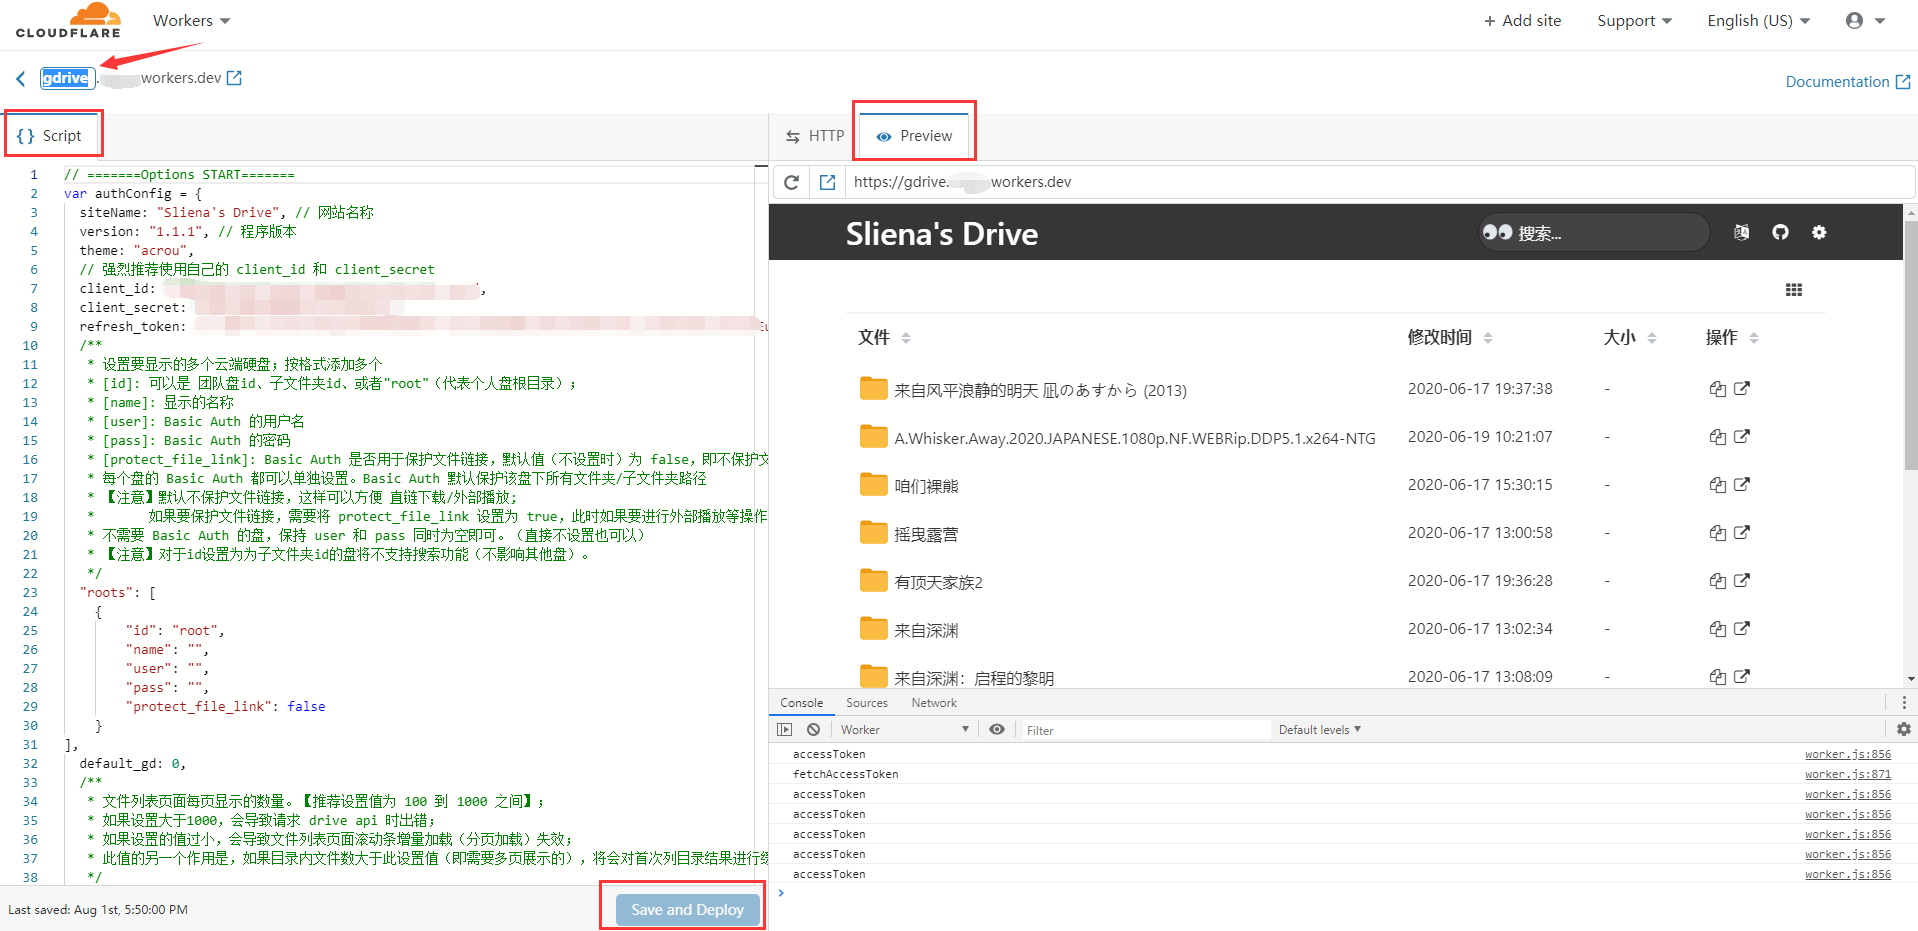 CLOUDFLARE
Workers
Add site
Support
English (US)
gdrive
.
workers.dev
Documentation
{ } Script
HTTP
Preview
https://gdrive.
workers.dev
1 // =======Options START=======
2 var authConfig = {
3 siteName: "Sliena's Drive", // 网站名称
4 version: "1.1.1", // 程序版本
5 theme: "acrou",
6 // 强烈推荐使用自己的 client_id 和 client_secret
7 client_id:
,
8 client_secret:
9 refresh_token:
10 /**
11 * 设置要显示的多个云端硬盘；按格式添加多个
12 * [id]: 可以是 团队盘id、子文件夹id、或者"root"（代表个人盘根目录）；
13 * [name]: 显示的名称
14 * [user]: Basic Auth 的用户名
15 * [pass]: Basic Auth 的密码
16 * [protect_file_link]: Basic Auth 是否用于保护文件链接，默认值（不设置时）为 false，即不保护文
17 * 每个盘的 Basic Auth 都可以单独设置。Basic Auth 默认保护该盘下所有文件夹/子文件夹路径
18 * 【注意】默认不保护文件链接，这样可以方便 直链下载/外部播放;
19 * 如果要保护文件链接，需要将 protect_file_link 设置为 true，此时如果要进行外部播放等操作
20 * 不需要 Basic Auth 的盘，保持 user 和 pass 同时为空即可。（直接不设置也可以）
21 * 【注意】对于id设置为为子文件夹id的盘将不支持搜索功能（不影响其他盘）。
22 */
23 "roots": [
24 {
25 "id": "root",
26 "name": "",
27 "user": "",
28 "pass": "",
29 "protect_file_link": false
30 }
31 ],
32 default_gd: 0,
33 /**
34 * 文件列表页面每页显示的数量。【推荐设置值为 100 到 1000 之间】；
35 * 如果设置大于1000，会导致请求 drive api 时出错；
36 * 如果设置的值过小，会导致文件列表页面滚动条增量加载（分页加载）失效；
37 * 此值的另一个作用是，如果目录内文件数大于此设置值（即需要多页展示的），将会对首次列目录结果进行
38 */
Last saved: Aug 1st, 5:50:00 PM
Save and Deploy
Sliena's Drive
搜索...
文件 修改时间 大小 操作
来自风平浪静的明天 凪のあすから (2013) 2020-06-17 19:37:38 -
A.Whisker.Away.2020.JAPANESE.1080p.NF.WEBRip.DDP5.1.x264-NTG 2020-06-19 10:21:07 -
咱们裸熊 2020-06-17 15:30:15 -
摇曳露营 2020-06-17 13:00:58 -
有顶天家族2 2020-06-17 19:36:28 -
来自深渊 2020-06-17 13:02:34 -
来自深渊：启程的黎明 2020-06-17 13:08:09 -
Console Sources Network
Worker
Filter
Default levels
accessToken worker.js:856
fetchAccessToken worker.js:871
accessToken worker.js:856
accessToken worker.js:856
accessToken worker.js:856
accessToken worker.js:856
accessToken worker.js:856